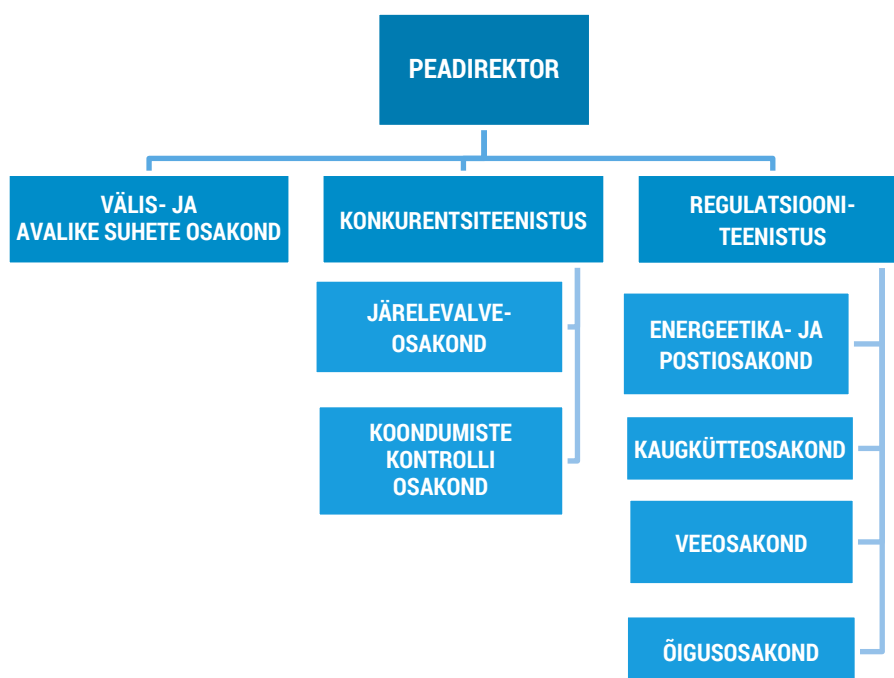 PEADIREKTOR
VÄLIS- JA
AVALIKE SUHETE OSAKOND
KONKURENTSITEENISTUS
JÄRELEVALVE-
OSAKOND
KOONDUMISTE
KONTROLLI
OSAKOND
REGULATSIOONI-
TEENISTUS
ENERGEETIKA- JA
POSTIOSAKOND
KAUGKÜTTEOSAKOND
VEEOSAKOND
ÕIGUSOSAKOND